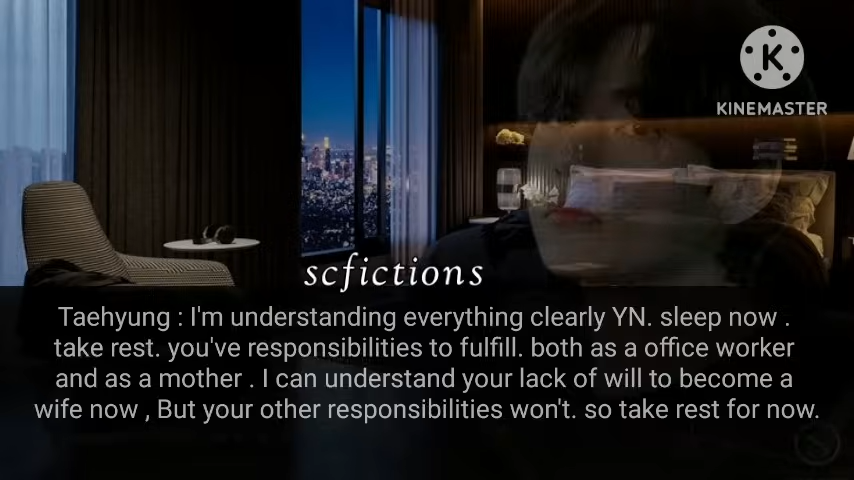 KINEMASTER
scfictions
Taehyung : I'm understanding everything clearly YN. sleep now .
take rest. you've responsibilities to fulfill. both as a office worker
and as a mother . I can understand your lack of will to become a
wife now , But your other responsibilities won't. so take rest for now.